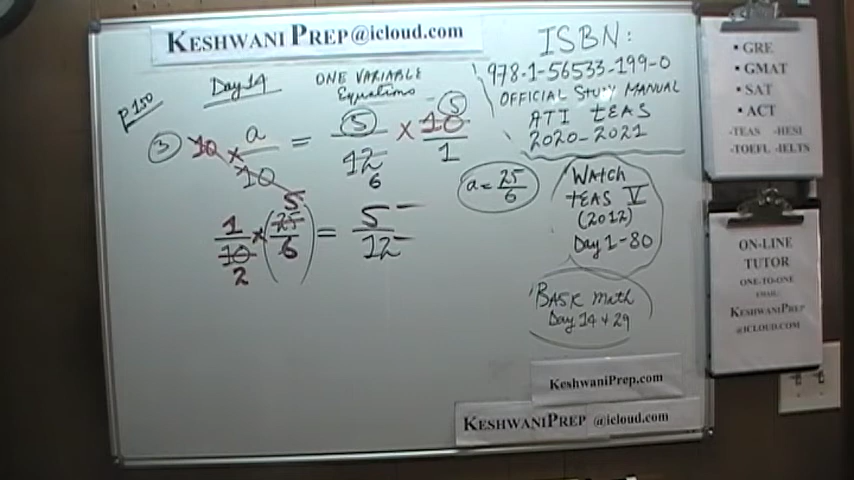 KESHWANI PREP@icloud.com
P150
Day 14
ONE VARIABLE
Equations
3 10 × a/10 = 5/12 × 10/1
6
5
1/10 × (25/6) = 5/12
2
5
a = 25/6
ISBN:
978-1-56533-199-0
OFFICIAL STUDY MANUAL
ATI TEAS
2020-2021
WATCH
TEAS V
(2012)
Day 1-80
BASIC Math
Day 14 + 29
KeshwaniPrep.com
KESHWANIPREP @icloud.com
▪ GRE
▪ GMAT
▪ SAT
▪ ACT
-TEAS -HESI
-TOEFL -IELTS
ON-LINE
TUTOR
ONE-TO-ONE
EMAIL:
KESHWANIPREP
@ICLOUD.COM